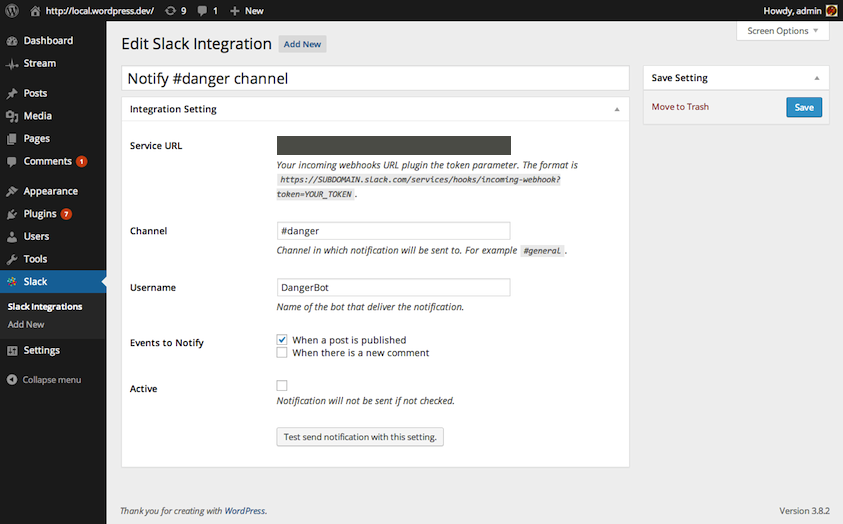 http://local.wordpress.dev/ 9 1 New Howdy, admin
Screen Options
Dashboard
Stream
Posts
Media
Pages
Comments 1
Appearance
Plugins 7
Users
Tools
Slack
Slack Integrations
Add New
Settings
Collapse menu
Edit Slack Integration Add New
Notify #danger channel
Integration Setting
Service URL
Your incoming webhooks URL plugin the token parameter. The format is
https://SUBDOMAIN.slack.com/services/hooks/incoming-webhook?
token=YOUR_TOKEN.
Channel #danger
Channel in which notification will be sent to. For example #general.
Username DangerBot
Name of the bot that deliver the notification.
Events to Notify When a post is published
When there is a new comment
Active
Notification will not be sent if not checked.
Test send notification with this setting.
Save Setting
Move to Trash Save
Thank you for creating with WordPress. Version 3.8.2